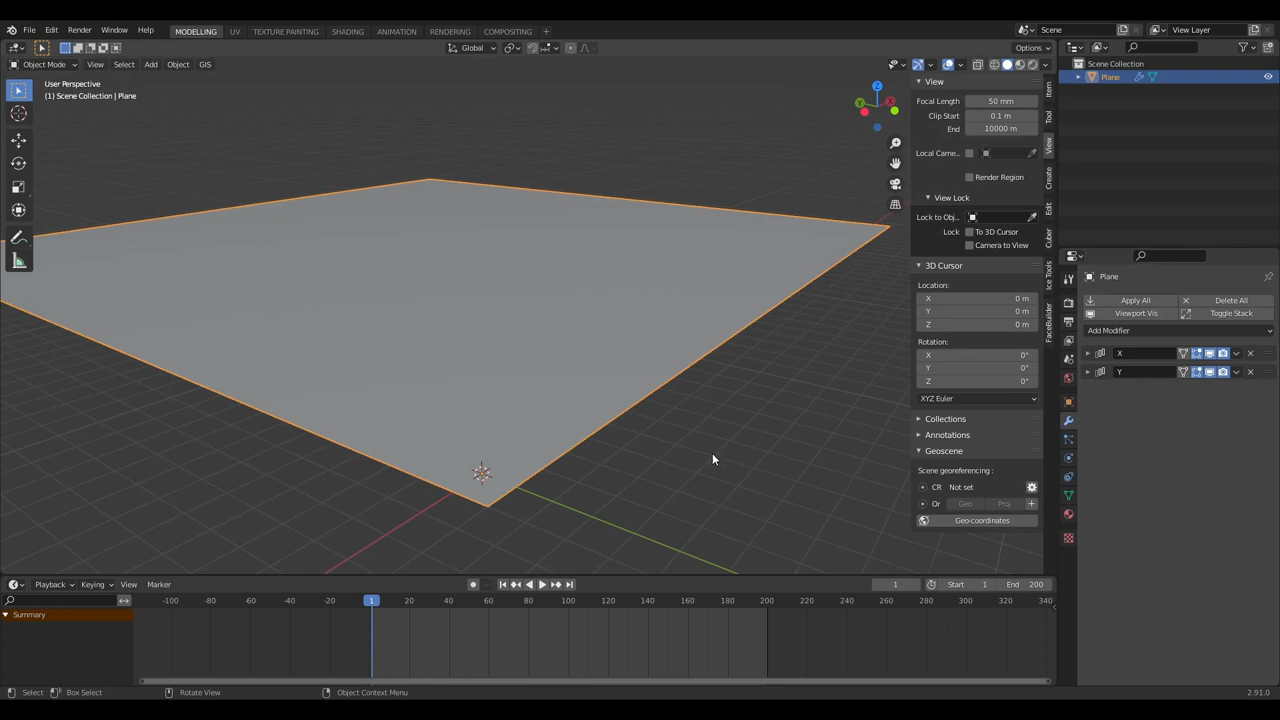 File Edit Render Window Help MODELLING UV TEXTURE PAINTING SHADING ANIMATION RENDERING COMPOSITING + Scene View Layer
Global Options
Object Mode View Select Add Object GIS
User Perspective
(1) Scene Collection | Plane
Z
Y X
View
Focal Length 50 mm
Clip Start 0.1 m
End 10000 m
Local Came...
Render Region
View Lock
Lock to Obj...
Lock To 3D Cursor
Camera to View
3D Cursor
Location:
X 0 m
Y 0 m
Z 0 m
Rotation:
X 0°
Y 0°
Z 0°
XYZ Euler
Collections
Annotations
Geoscene
Scene georeferencing :
CR Not set
Or Geo Proj +
Geo-coordinates
Item
Tool
View
Create
Edit
Cuber
Ice Tools
FaceBuilder
Scene Collection
Plane
Plane
Apply All Delete All
Viewport Vis Toggle Stack
Add Modifier
X
Y
Playback Keying View Marker 1 Start 1 End 200
-100 -80 -60 -40 -20 1 20 40 60 80 100 120 140 160 180 200 220 240 260 280 300 320 340
Summary
Select Box Select Rotate View Object Context Menu 2.91.0